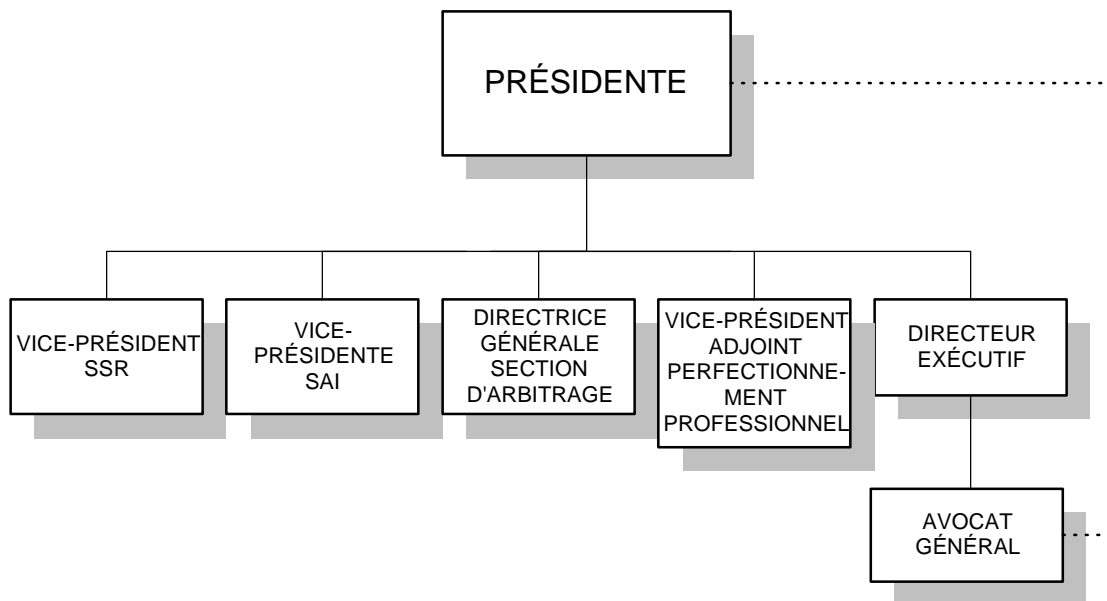 PRÉSIDENTE
VICE-PRÉSIDENT
SSR
VICE-
PRÉSIDENTE
SAI
DIRECTRICE
GÉNÉRALE
SECTION
D'ARBITRAGE
VICE-PRÉSIDENT
ADJOINT
PERFECTIONNE-
MENT
PROFESSIONNEL
DIRECTEUR
EXÉCUTIF
AVOCAT
GÉNÉRAL